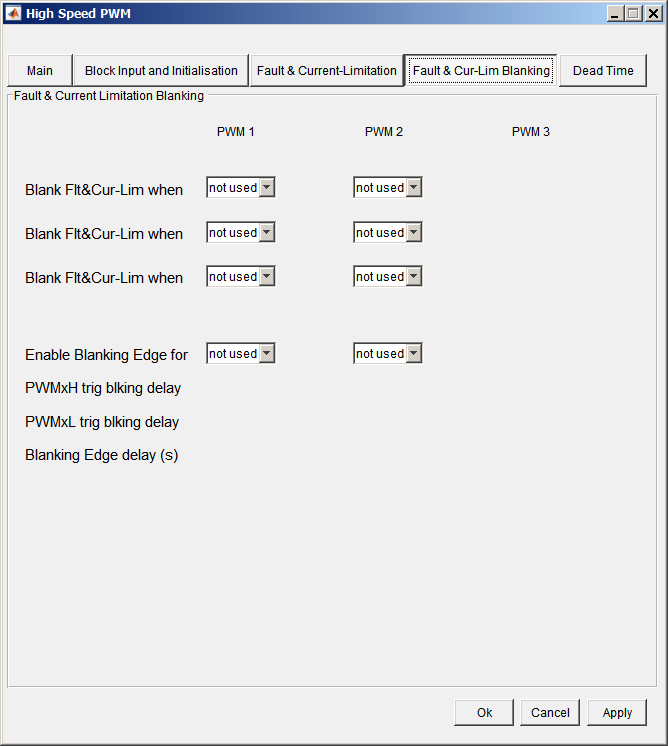 High Speed PWM
Main Block Input and Initialisation Fault & Current-Limitation Fault & Cur-Lim Blanking Dead Time
Fault & Current Limitation Blanking
PWM 1 PWM 2 PWM 3
Blank Flt&Cur-Lim when not used not used
Blank Flt&Cur-Lim when not used not used
Blank Flt&Cur-Lim when not used not used
Enable Blanking Edge for not used not used
PWMxH trig blking delay
PWMxL trig blking delay
Blanking Edge delay (s)
Ok Cancel Apply